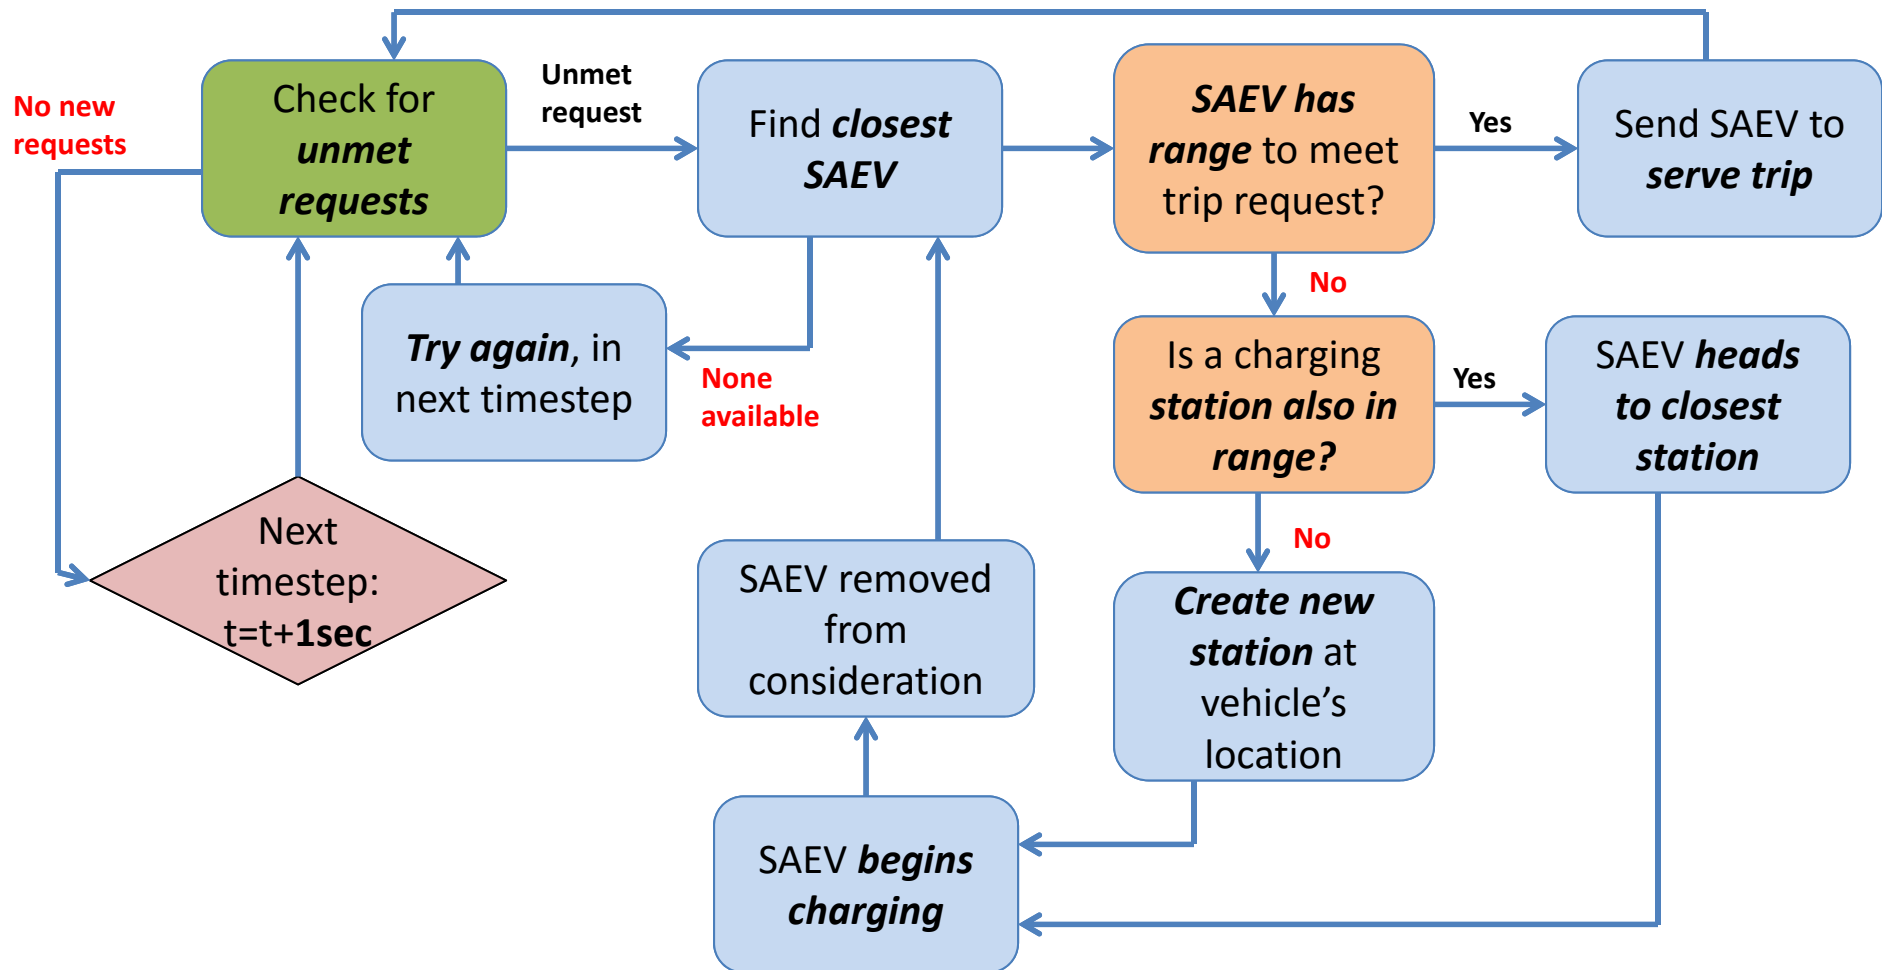 No new
requests
Check for
unmet
requests
Unmet
request
Find closest
SAEV
SAEV has
range to meet
trip request?
Yes
Send SAEV to
serve trip
No
Try again, in
next timestep
None
available
Is a charging
station also in
range?
Yes
SAEV heads
to closest
station
No
Next
timestep:
t=t+1sec
SAEV removed
from
consideration
Create new
station at
vehicle’s
location
SAEV begins
charging